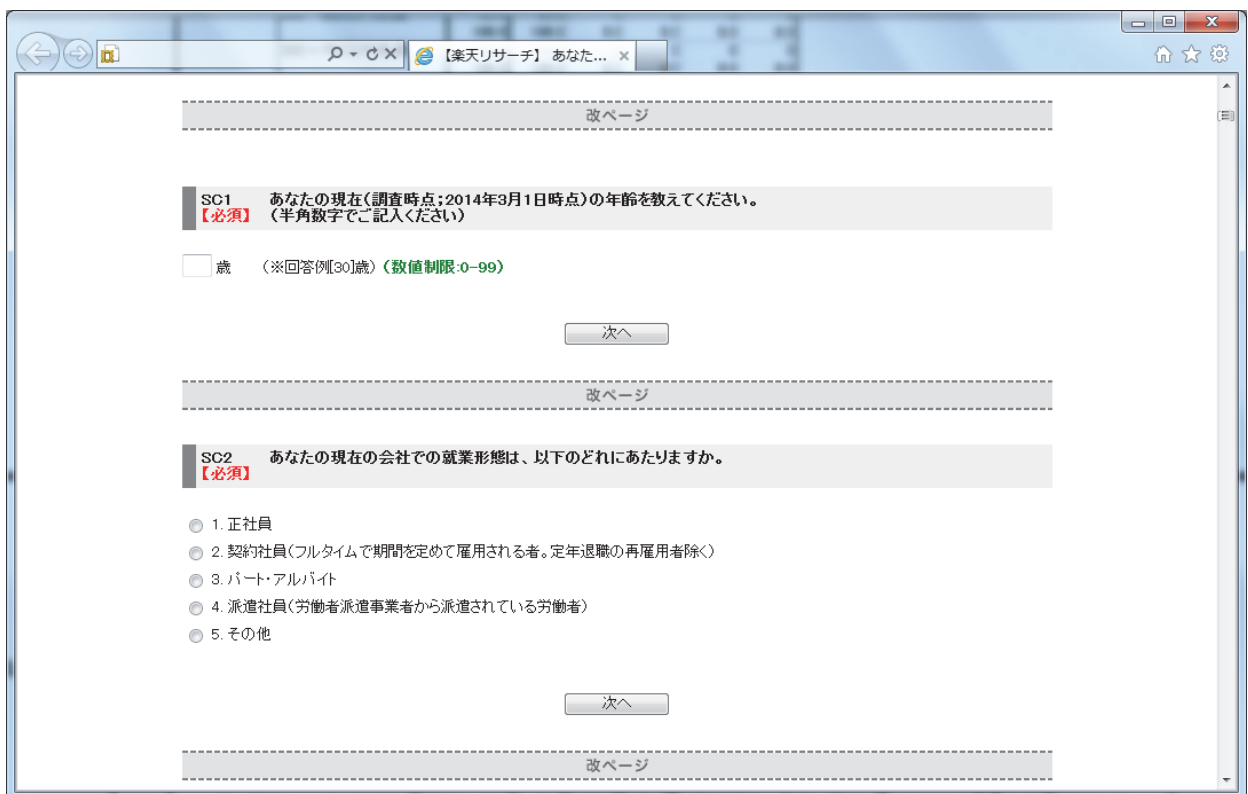 【楽天リサーチ】 あなた...
改ページ
SC1 あなたの現在(調査時点;2014年3月1日時点)の年齢を教えてください。
【必須】 (半角数字でご記入ください)
歳 (※回答例[30]歳) (数値制限:0-99)
次へ
改ページ
SC2 あなたの現在の会社での就業形態は、以下のどれにあたりますか。
【必須】
1. 正社員
2. 契約社員(フルタイムで期間を定めて雇用される者。定年退職の再雇用者除く)
3. パート・アルバイト
4. 派遣社員(労働者派遣事業者から派遣されている労働者)
5. その他
次へ
改ページ